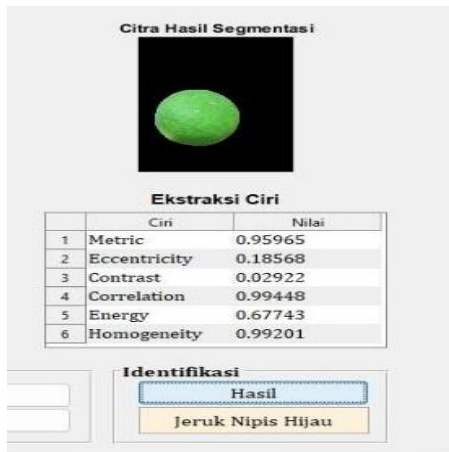 Citra Hasil Segmentasi
Ekstraksi Ciri
Ciri Nilai
1 Metric 0.95965
2 Eccentricity 0.18568
3 Contrast 0.02922
4 Correlation 0.99448
5 Energy 0.67743
6 Homogeneity 0.99201
Identifikasi
Hasil
Jeruk Nipis Hijau